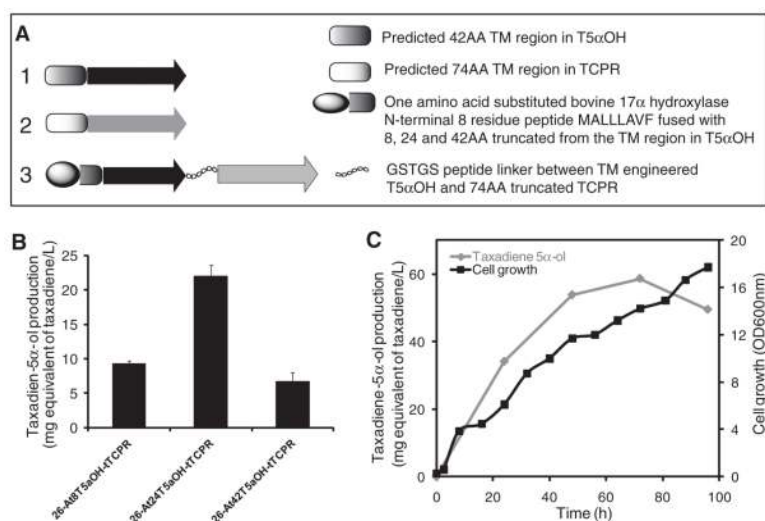 A
1
2
3
Predicted 42AA TM region in T5αOH
Predicted 74AA TM region in TCPR
One amino acid substituted bovine 17α hydroxylase
N-terminal 8 residue peptide MALLLAVF fused with
8, 24 and 42AA truncated from the TM region in T5αOH
GSTGS peptide linker between TM engineered
T5αOH and 74AA truncated TCPR
B
Taxadien-5α-ol production
(mg equivalent of taxadiene/L)
25
20
15
10
5
0
26-At8T5aOH-tTCPR
26-At24T5aOH-tTCPR
26-At42T5aOH-tTCPR
C
Taxadiene 5α-ol
Cell growth
Taxadiene-5α-ol production
(mg equivalent of taxadiene/L)
60
40
20
0
20
16
12
8
4
0
Cell growth (OD600nm)
0 20 40 60 80 100
Time (h)